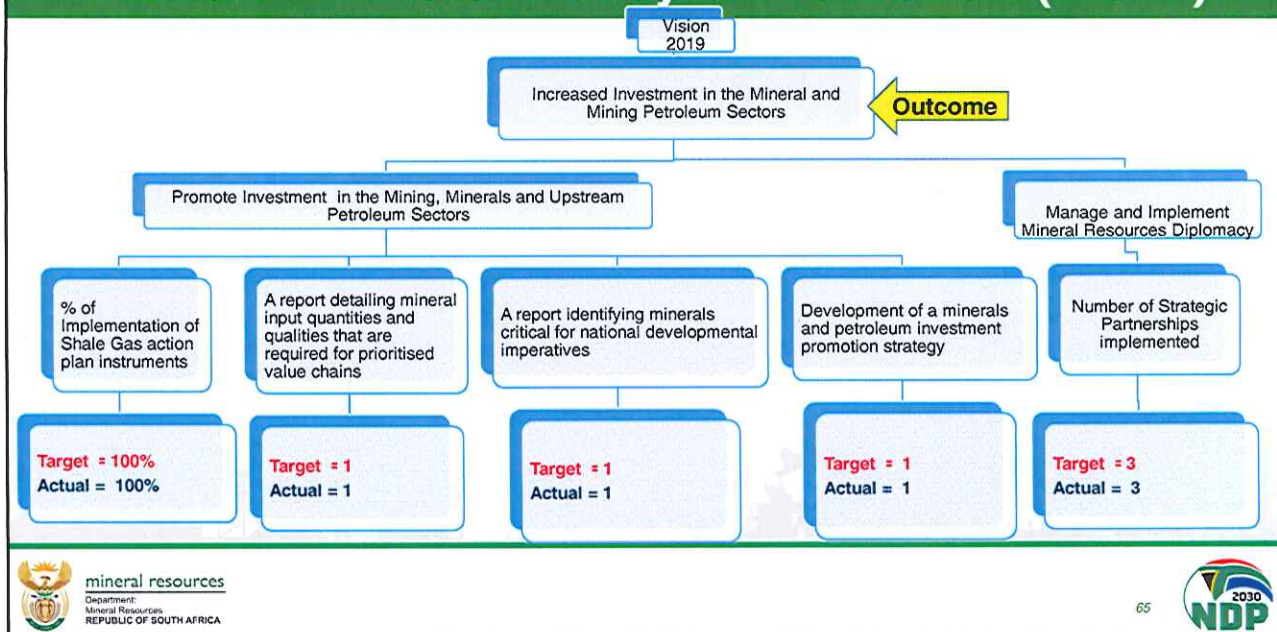 Vision
2019
Increased Investment in the Mineral and
Mining Petroleum Sectors
Outcome
Promote Investment in the Mining, Minerals and Upstream
Petroleum Sectors
Manage and Implement
Mineral Resources Diplomacy
% of
Implementation of
Shale Gas action
plan instruments
A report detailing mineral
input quantities and
qualities that are
required for prioritised
value chains
A report identifying minerals
critical for national developmental
imperatives
Development of a minerals
and petroleum investment
promotion strategy
Number of Strategic
Partnerships
implemented
Target = 100%
Actual = 100%
Target = 1
Actual = 1
Target = 1
Actual = 1
Target = 1
Actual = 1
Target = 3
Actual = 3
mineral resources
Department:
Mineral Resources
REPUBLIC OF SOUTH AFRICA
65
2030
NDP